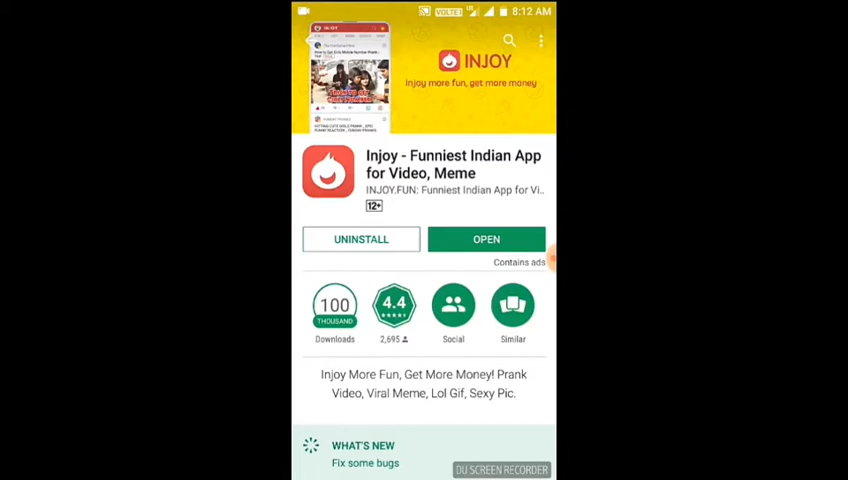 VOLTE1
8:12 AM
INJOY
INJOY
Injoy more fun, get more money
Injoy - Funniest Indian App
for Video, Meme
INJOY.FUN: Funniest Indian App for Vi..
12+
UNINSTALL
OPEN
Contains ads
100
THOUSAND
4.4
Downloads
2,695
Social
Similar
Injoy More Fun, Get More Money! Prank
Video, Viral Meme, Lol Gif, Sexy Pic.
WHAT'S NEW
Fix some bugs
DU SCREEN RECORDER